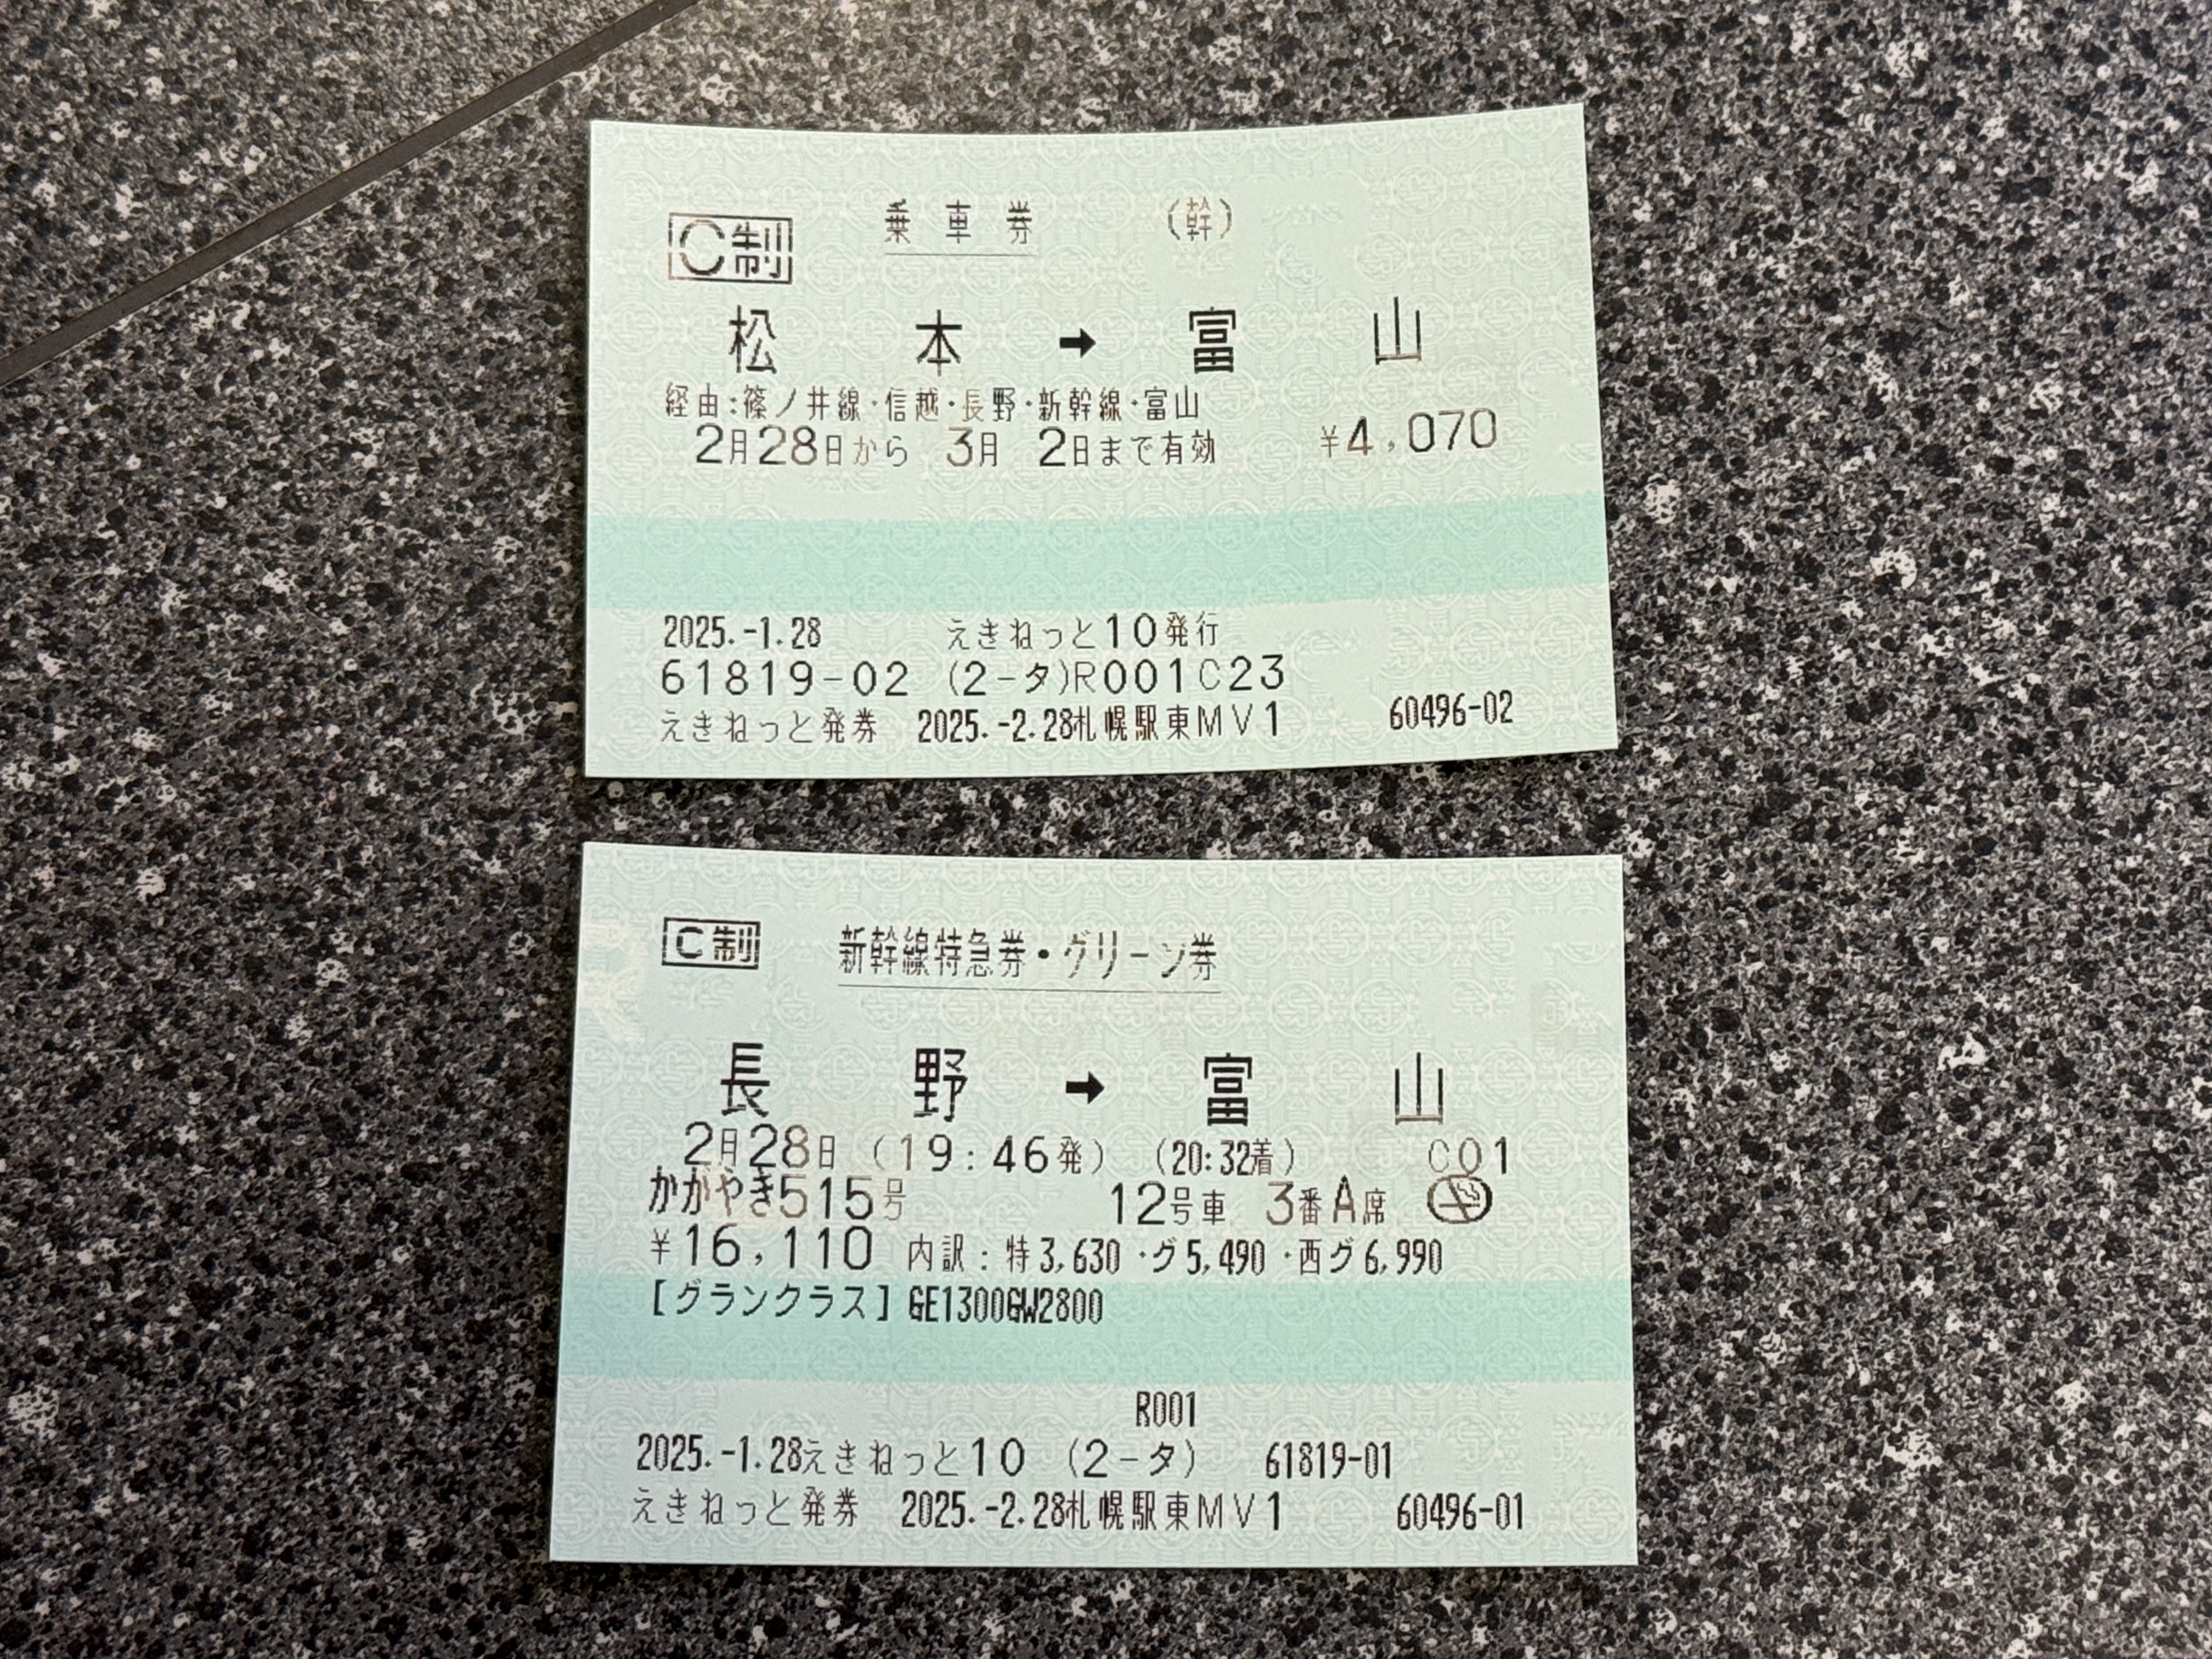 C制 乗車券 (幹)
松本 → 富山
経由:篠ノ井線・信越・長野・新幹線・富山
2月28日から 3月 2日まで有効 ¥4,070
2025.-1.28 えきねっと10発行
61819-02 (2-タ)R001C23
えきねっと発券 2025.-2.28札幌駅東MV1 60496-02
C制 新幹線特急券・グリーン券
長野 → 富山
2月28日 (19:46発) (20:32着) C01
かがやき515号 12号車 3番A席
¥16,110 内訳:特3,630・グ5,490・西グ6,990
[グランクラス] GE1300GW2800
R001
2025.-1.28えきねっと10 (2-タ) 61819-01
えきねっと発券 2025.-2.28札幌駅東MV1 60496-01